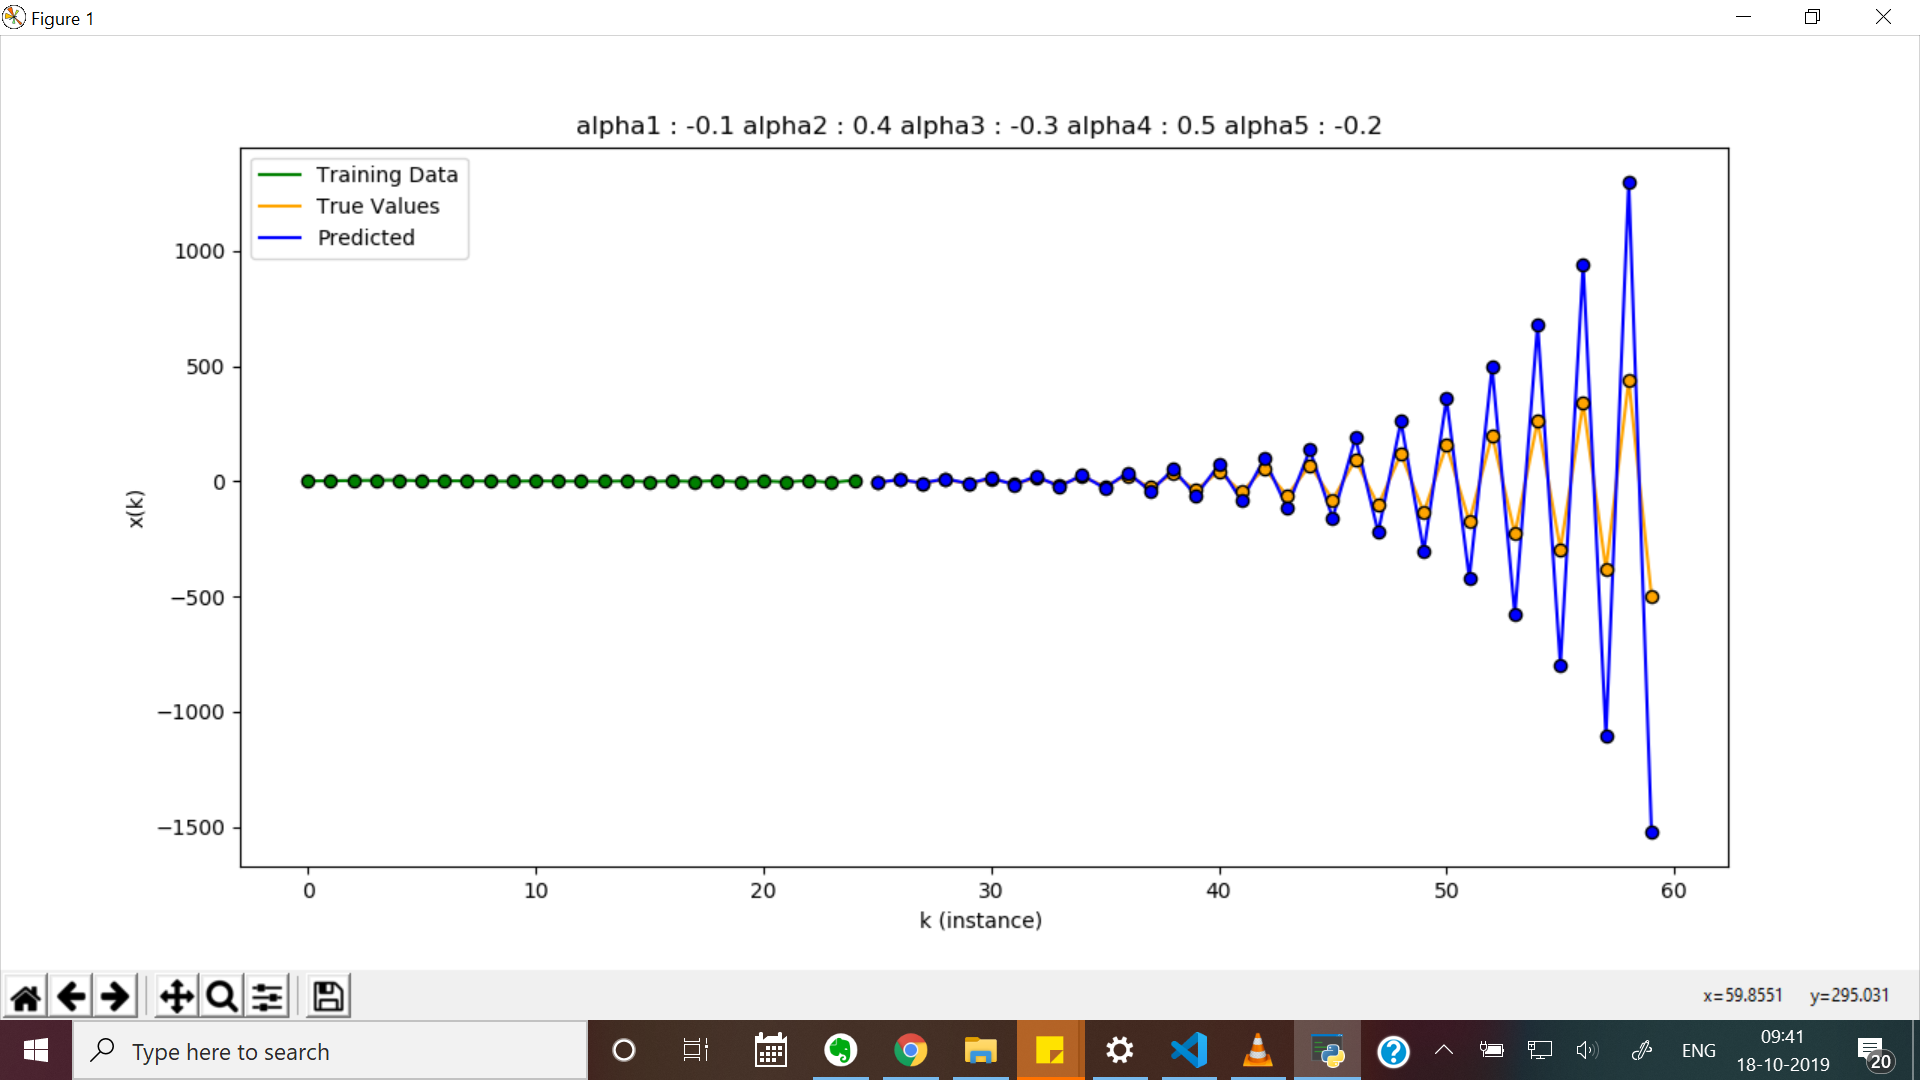 Figure 1
alpha1 : -0.1 alpha2 : 0.4 alpha3 : -0.3 alpha4 : 0.5 alpha5 : -0.2
Training Data
True Values
Predicted
1000
500
0
−500
−1000
−1500
x(k)
0 10 20 30 40 50 60
k (instance)
x=59.8551 y=295.031
Type here to search
ENG
09:41
18-10-2019
20